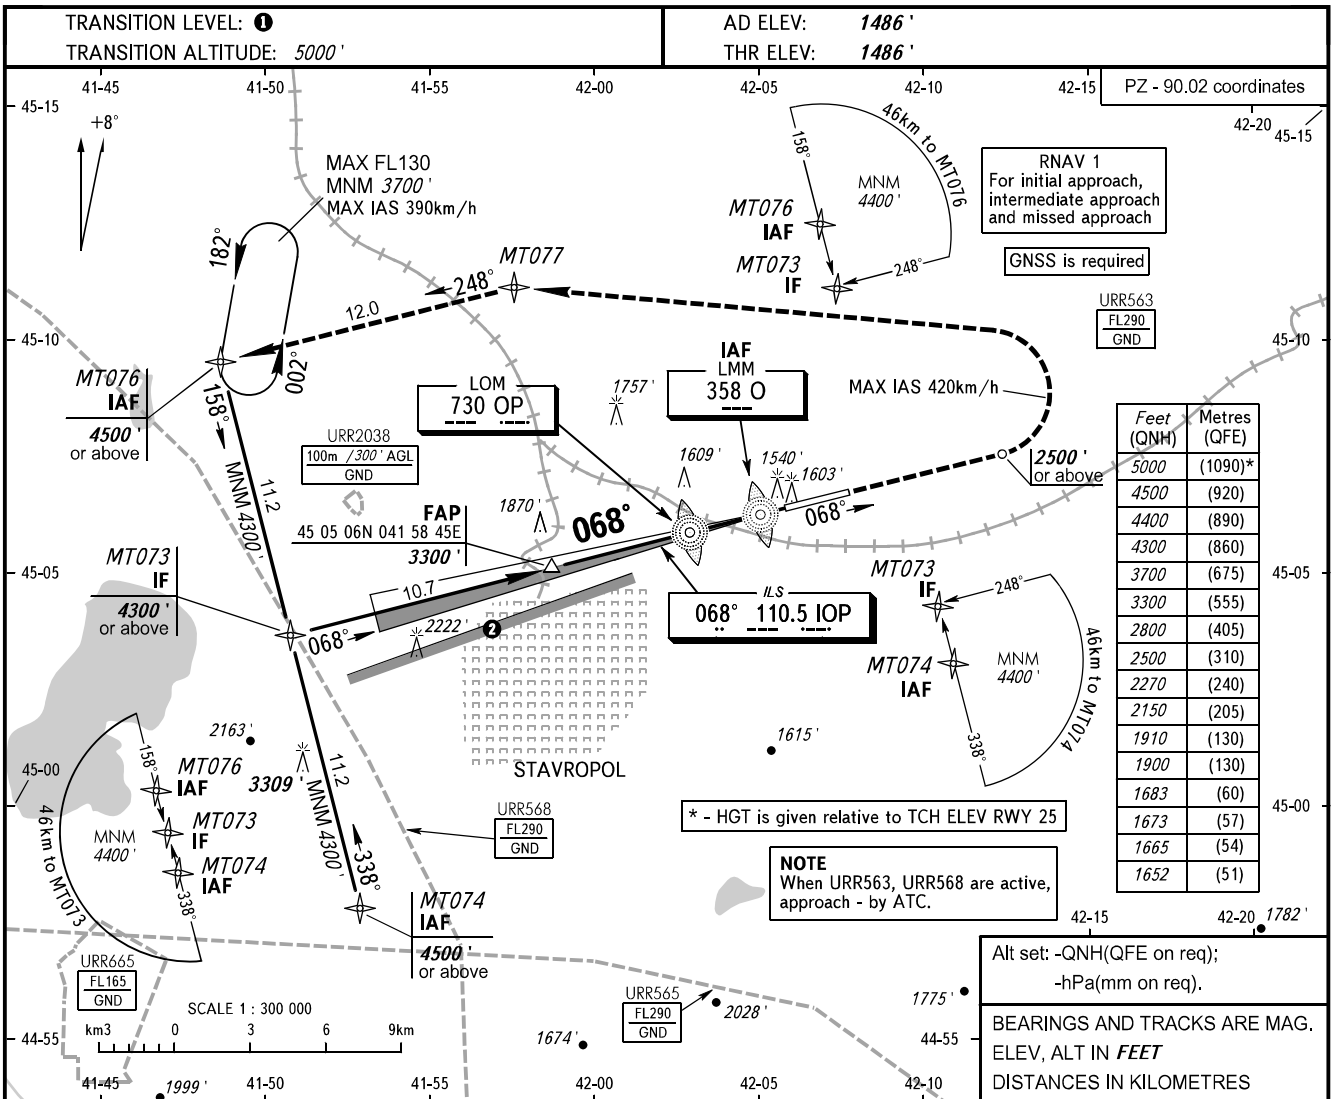 TRANSITION LEVEL: ❶
TRANSITION ALTITUDE: 5000'
AD ELEV: 1486'
THR ELEV: 1486'
41-45 41-50 41-55 42-00 42-05 42-10 42-15
PZ - 90.02 coordinates
45-15
42-20 45-15
+8°
MAX FL130
MNM 3700'
MAX IAS 390km/h
182°
002°
46km to MT076
158°
MNM
4400'
MT076
IAF
MT073
IF
248°
RNAV 1
For initial approach,
intermediate approach
and missed approach
GNSS is required
URR563
FL290
GND
MT077
248°
12.0
45-10
45-10
MT076
IAF
4500'
or above
158°
MNM 4300'
11.2
URR2038
100m / 300' AGL
GND
LOM
730 OP
1757'
IAF
LMM
358 O
MAX IAS 420km/h
1609'
1540'
1603'
2500'
or above
068°
Feet (QNH) Metres (QFE)
5000 (1090)*
4500 (920)
4400 (890)
4300 (860)
3700 (675)
3300 (555)
2800 (405)
2500 (310)
2270 (240)
2150 (205)
1910 (130)
1900 (130)
1683 (60)
1673 (57)
1665 (54)
1652 (51)
1870'
068°
FAP
45 05 06N 041 58 45E
3300'
MT073
IF
4300'
or above
45-05
45-05
10.7
068°
2222'
❷
ILS
068° 110.5 IOP
MT073
IF
248°
MT074
IAF
MNM
4400'
338°
46km to MT074
STAVROPOL
1615'
2163'
3309'
11.2
MNM 4300'
338°
45-00
45-00
158°
MT076
IAF
MT073
IF
MT074
IAF
338°
MNM
4400'
46km to MT073
URR568
FL290
GND
* - HGT is given relative to TCH ELEV RWY 25
NOTE
When URR563, URR568 are active,
approach - by ATC.
MT074
IAF
4500'
or above
42-15 42-20 1782'
URR665
FL165
GND
SCALE 1 : 300 000
km3 0 3 6 9km
URR565
FL290
GND
2028'
1775'
1674'
1999'
44-55
44-55
41-45 41-50 41-55 42-00 42-05 42-10
Alt set: -QNH(QFE on req);
-hPa(mm on req).
BEARINGS AND TRACKS ARE MAG.
ELEV, ALT IN FEET
DISTANCES IN KILOMETRES